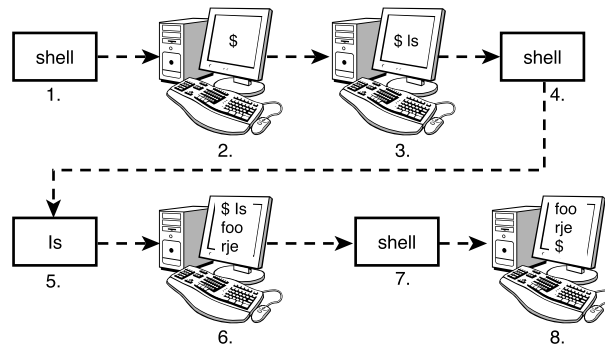 shell
1.
$
2.
$ ls
3.
shell
4.
ls
5.
$ ls
foo
rje
6.
shell
7.
foo
rje
$
8.